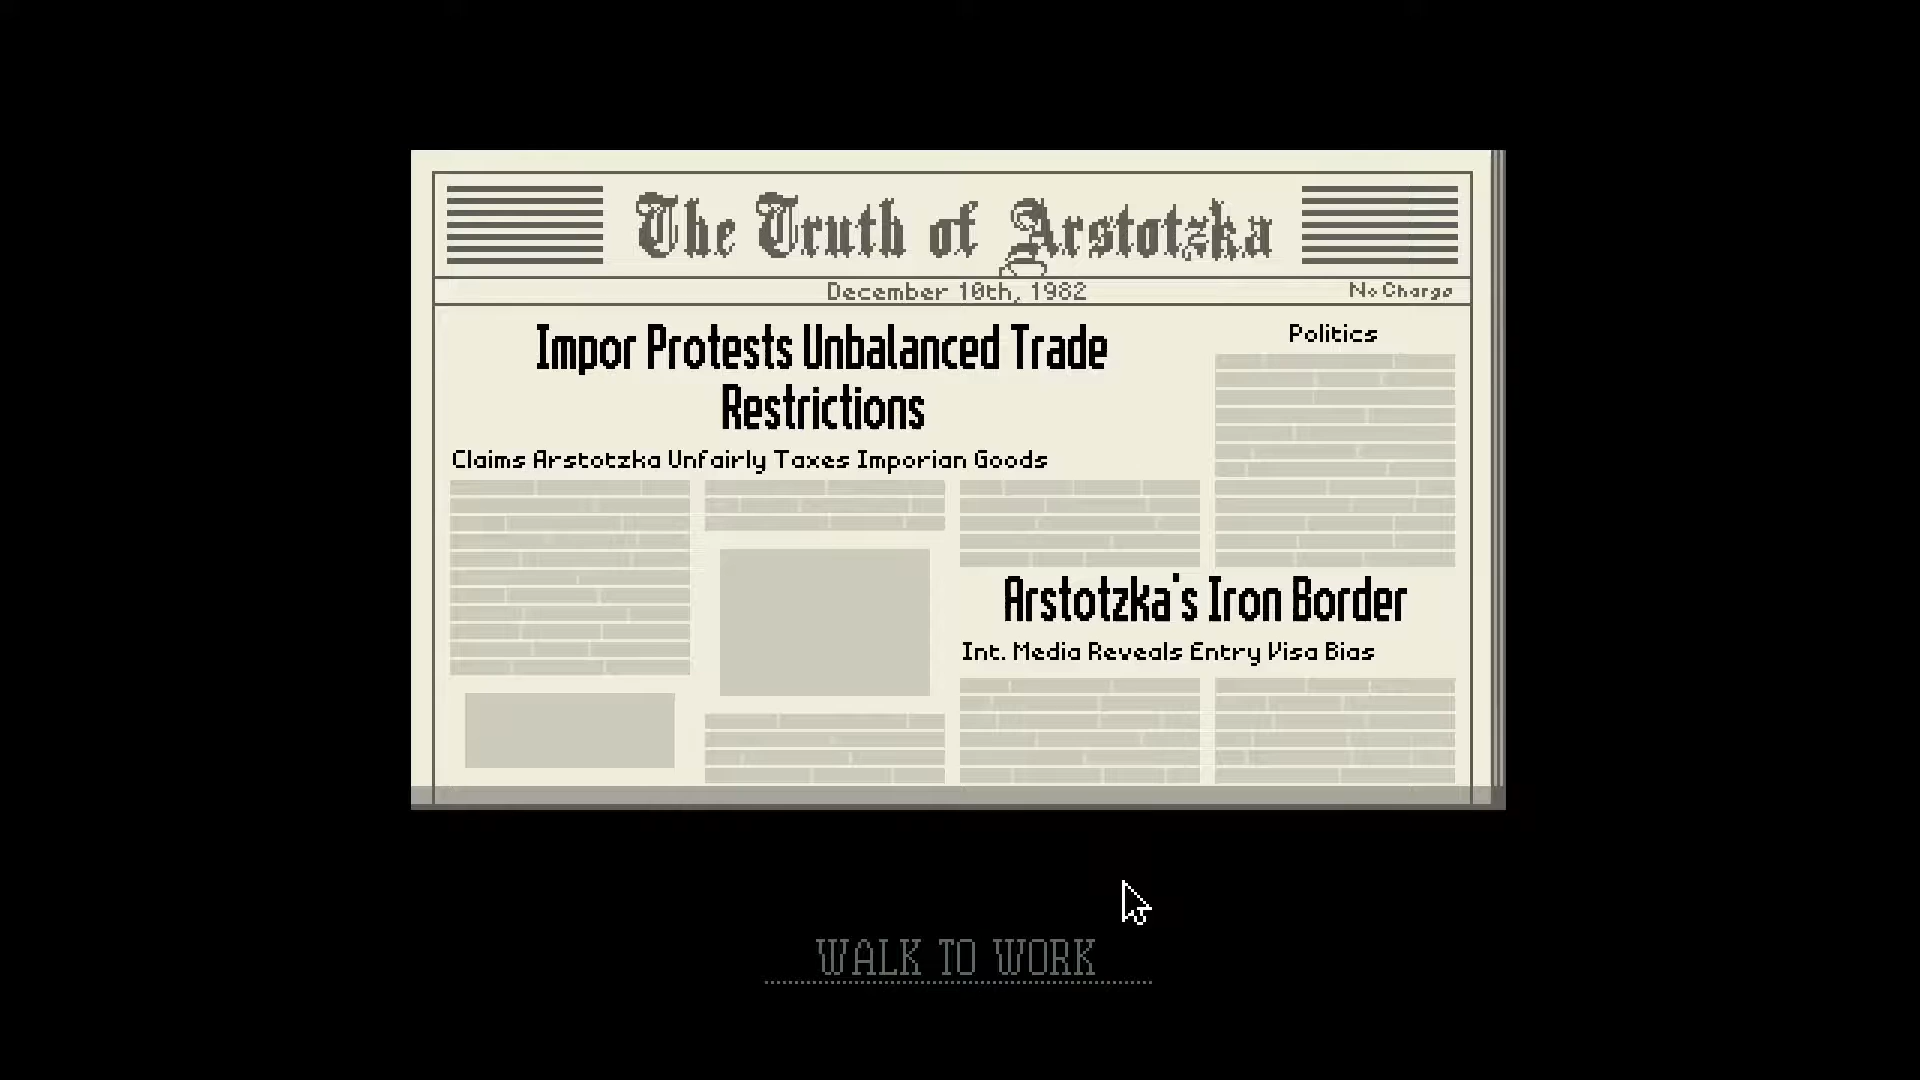 The Truth of Arstotzka
December 10th, 1982
No Charge
Impor Protests Unbalanced Trade
Restrictions
Claims Arstotzka Unfairly Taxes Imporian Goods
Politics
Arstotzka's Iron Border
Int. Media Reveals Entry Visa Bias
WALK TO WORK